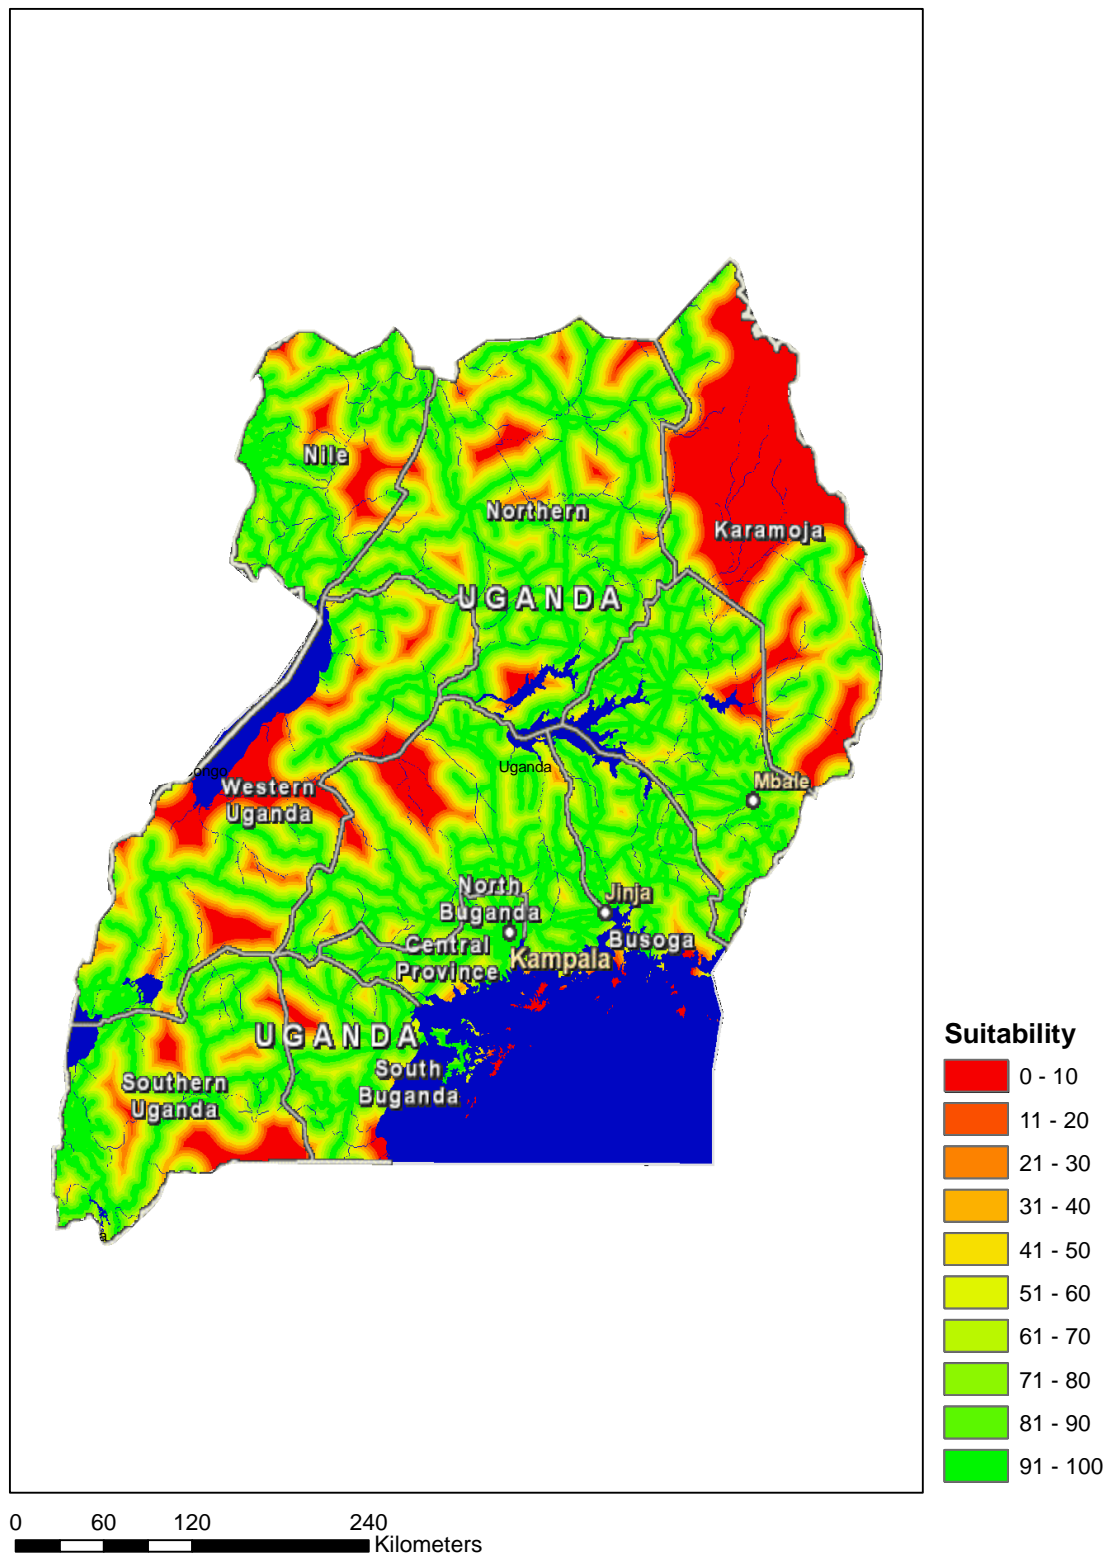 Nile
Northern
Karamoja
UGANDA
Uganda
Western
Uganda
Mbale
North
Buganda
Jinja
Central
Province
Busoga
Kampala
UGANDA
South
Buganda
Southern
Uganda
Suitability
0 - 10
11 - 20
21 - 30
31 - 40
41 - 50
51 - 60
61 - 70
71 - 80
81 - 90
91 - 100
0 60 120 240
Kilometers